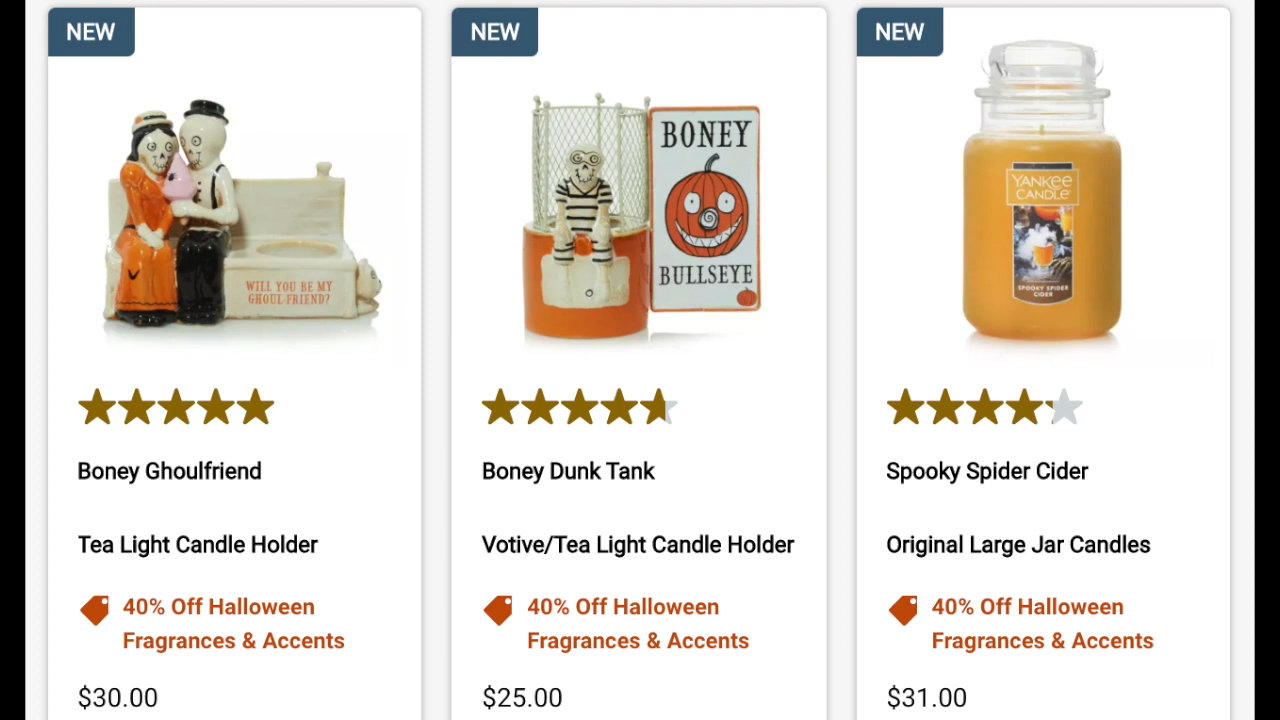 NEW
WILL YOU BE MY
GHOUL FRIEND?
Boney Ghoulfriend
Tea Light Candle Holder
40% Off Halloween
Fragrances & Accents
$30.00
NEW
BONEY
BULLSEYE
Boney Dunk Tank
Votive/Tea Light Candle Holder
40% Off Halloween
Fragrances & Accents
$25.00
NEW
YANKEE
CANDLE®
SPOOKY SPIDER
CIDER
Spooky Spider Cider
Original Large Jar Candles
40% Off Halloween
Fragrances & Accents
$31.00